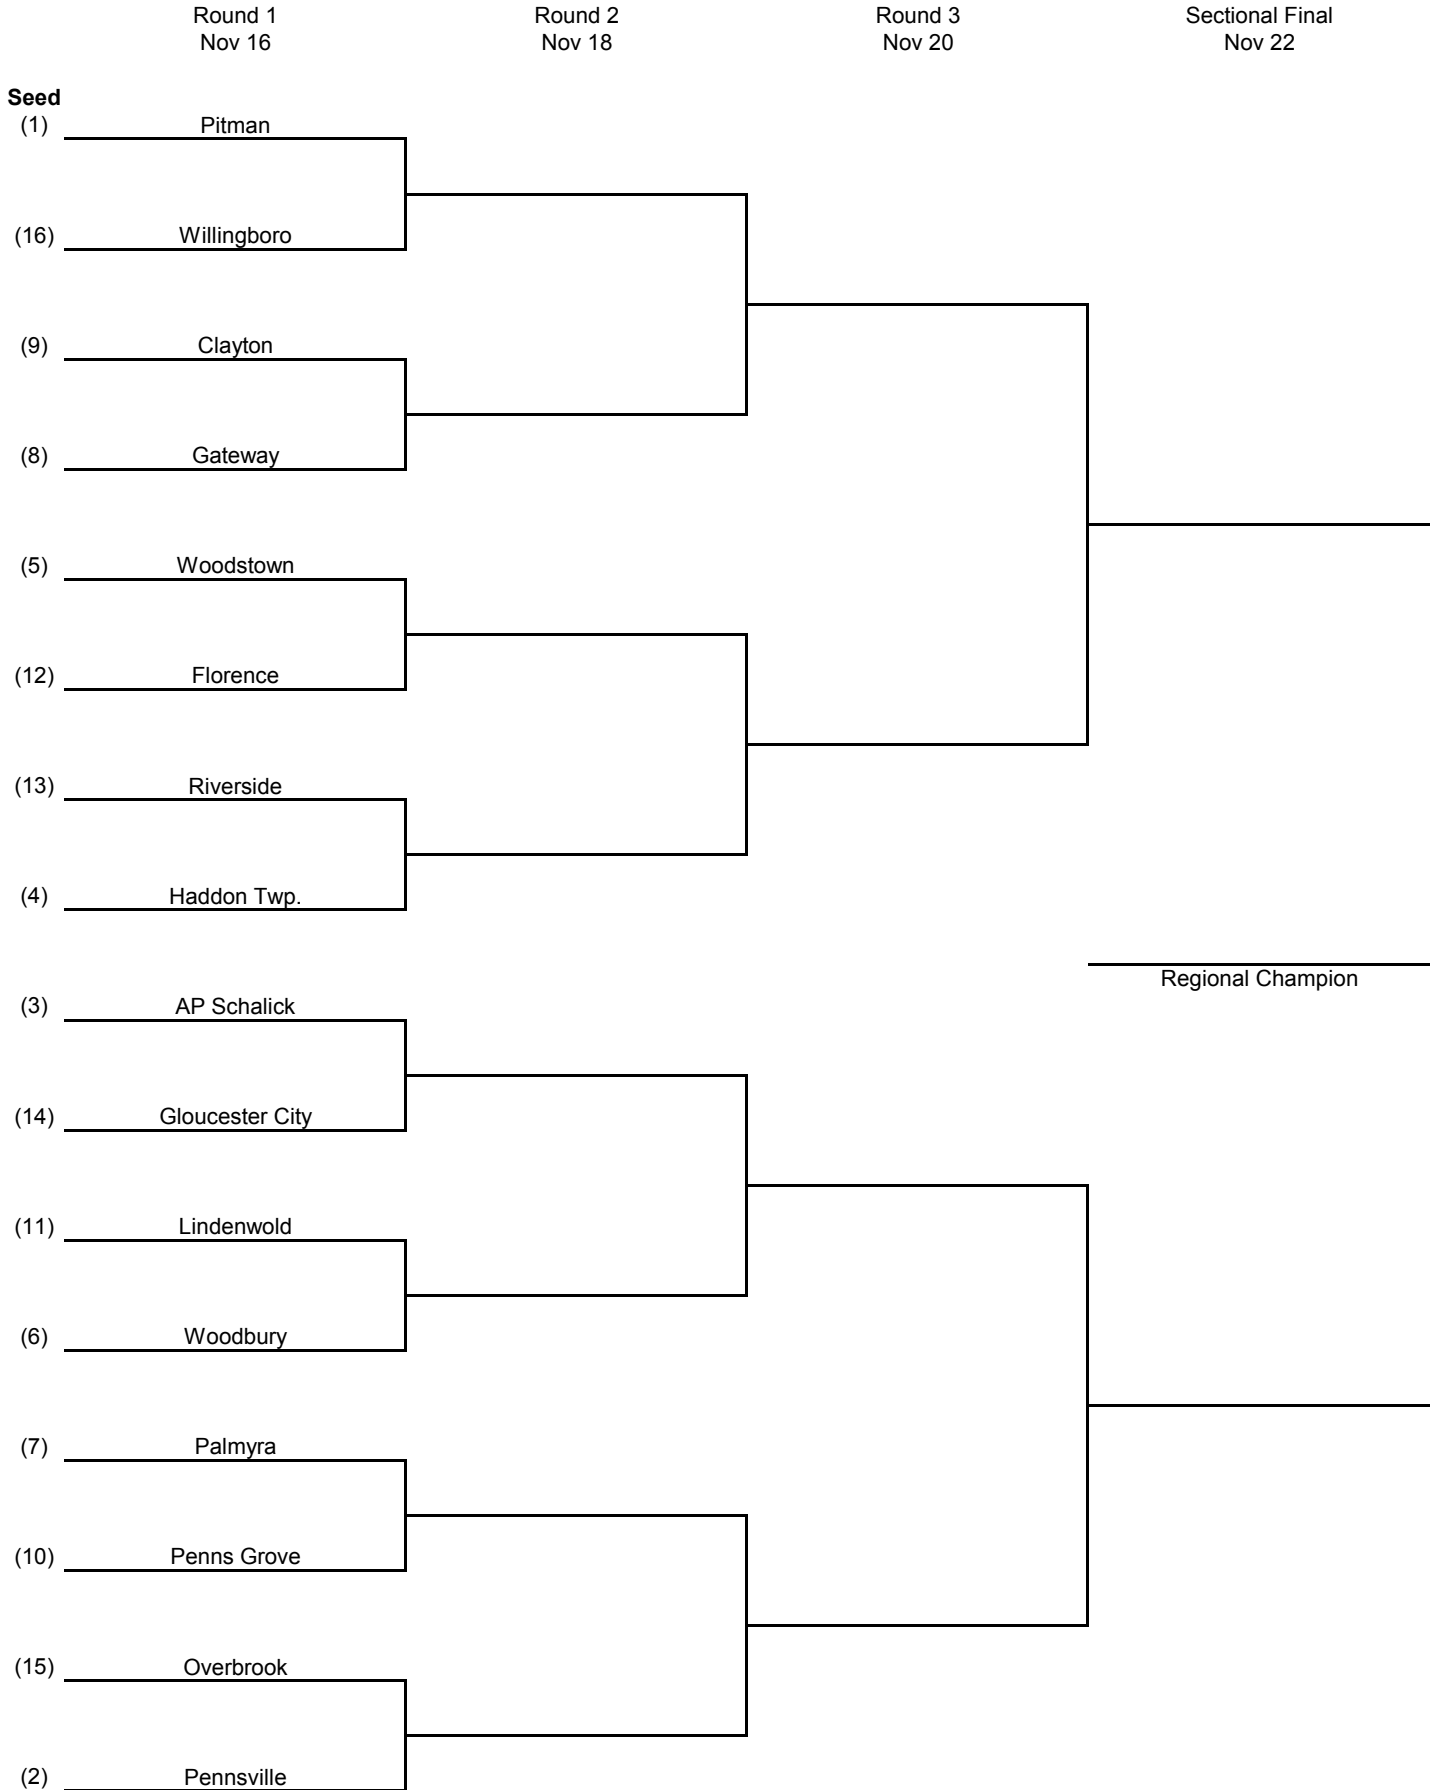 Round 1 Round 2 Round 3 Sectional Final
Nov 16 Nov 18 Nov 20 Nov 22
Seed
(1) Pitman
(16) Willingboro
(9) Clayton
(8) Gateway
(5) Woodstown
(12) Florence
(13) Riverside
(4) Haddon Twp.
Regional Champion
(3) AP Schalick
(14) Gloucester City
(11) Lindenwold
(6) Woodbury
(7) Palmyra
(10) Penns Grove
(15) Overbrook
(2) Pennsville